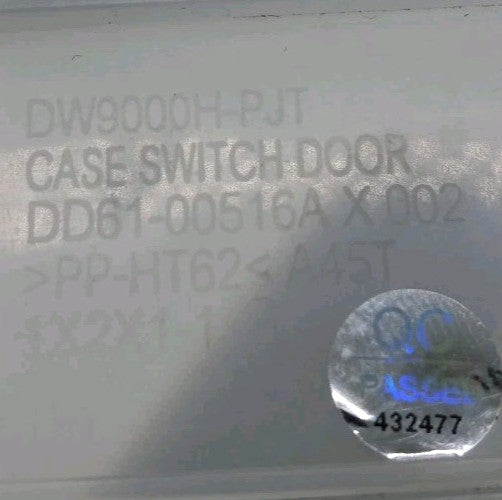 DW9000H-PJT
CASE SWITCH-DOOR
DD61-00516A X 002
>PP-HT62< A45T
QC
PASSED
432477